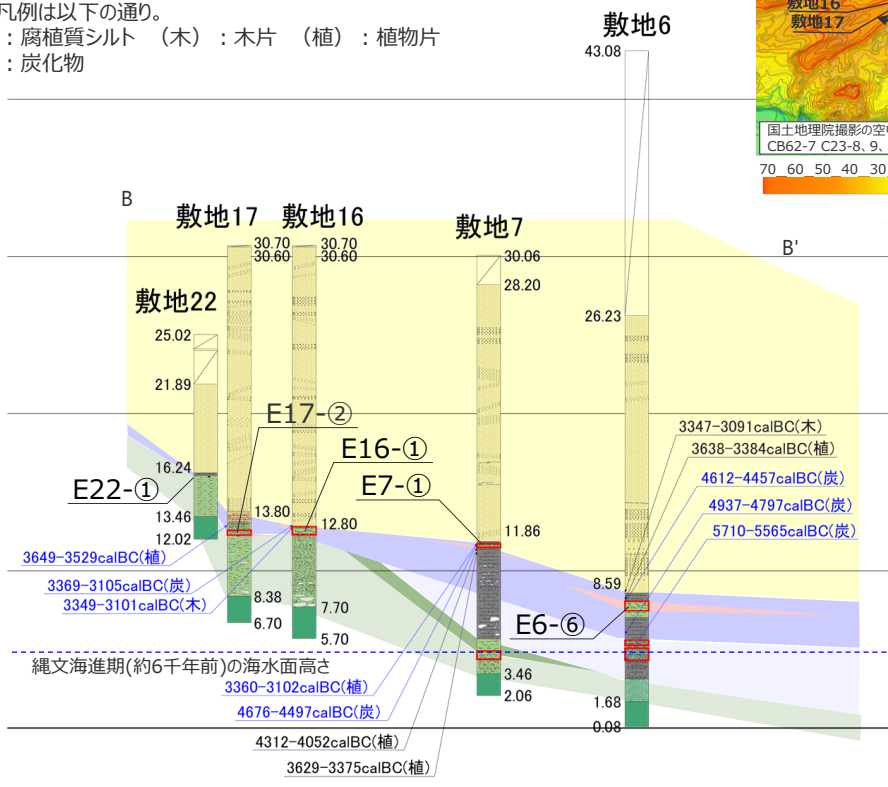 凡例は以下の通り。
：腐植質シルト （木）：木片 （植）：植物片
：炭化物
敷地16
敷地17
国土地理院撮影の空中
CB62-7 C23-8、9、
70 60 50 40 30
B
B'
敷地22
25.02
21.89
16.24
13.46
12.02
E22-①
敷地17
30.70
30.60
13.80
8.38
6.70
E17-②
敷地16
30.70
30.60
12.80
7.70
5.70
E16-①
敷地7
30.06
28.20
11.86
3.46
2.06
E7-①
敷地6
43.08
26.23
8.59
1.68
0.08
E6-⑥
3347-3091calBC(木)
3638-3384calBC(植)
4612-4457calBC(炭)
4937-4797calBC(炭)
5710-5565calBC(炭)
3649-3529calBC(植)
3369-3105calBC(炭)
3349-3101calBC(木)
縄文海進期(約6千年前)の海水面高さ
3360-3102calBC(植)
4676-4497calBC(炭)
4312-4052calBC(植)
3629-3375calBC(植)